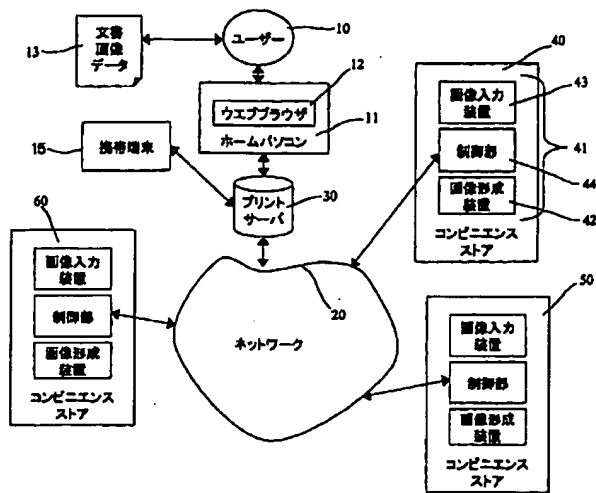 文書
画像
データ
13
ユーザー
10
12
ウエブブラウザ
ホームパソコン
11
15
携帯端末
プリント
サーバ
30
40
画像入力
装置
43
制御部
44
画像形成
装置
42
41
コンビニエンス
ストア
60
画像入力
装置
制御部
画像形成
装置
コンビニエンス
ストア
20
ネットワーク
50
画像入力
装置
制御部
画像形成
装置
コンビニエンス
ストア